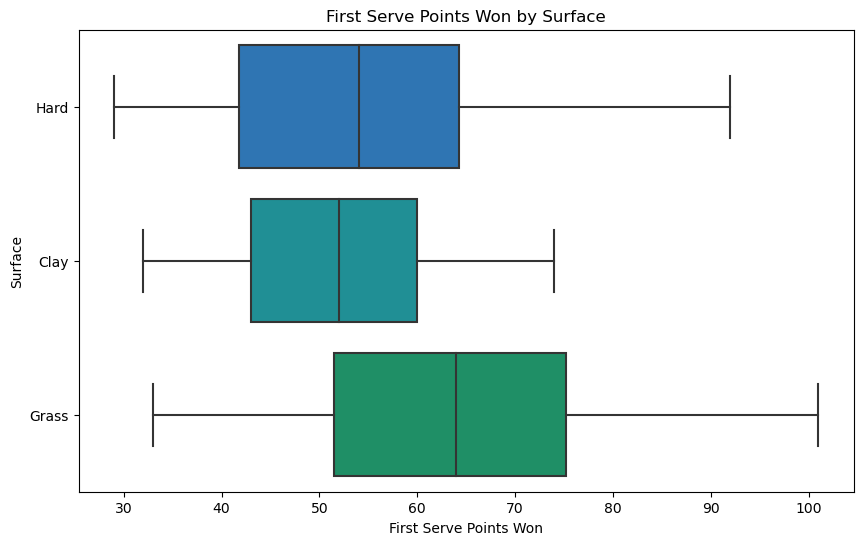 First Serve Points Won by Surface
Surface
Hard
Clay
Grass
30 40 50 60 70 80 90 100
First Serve Points Won